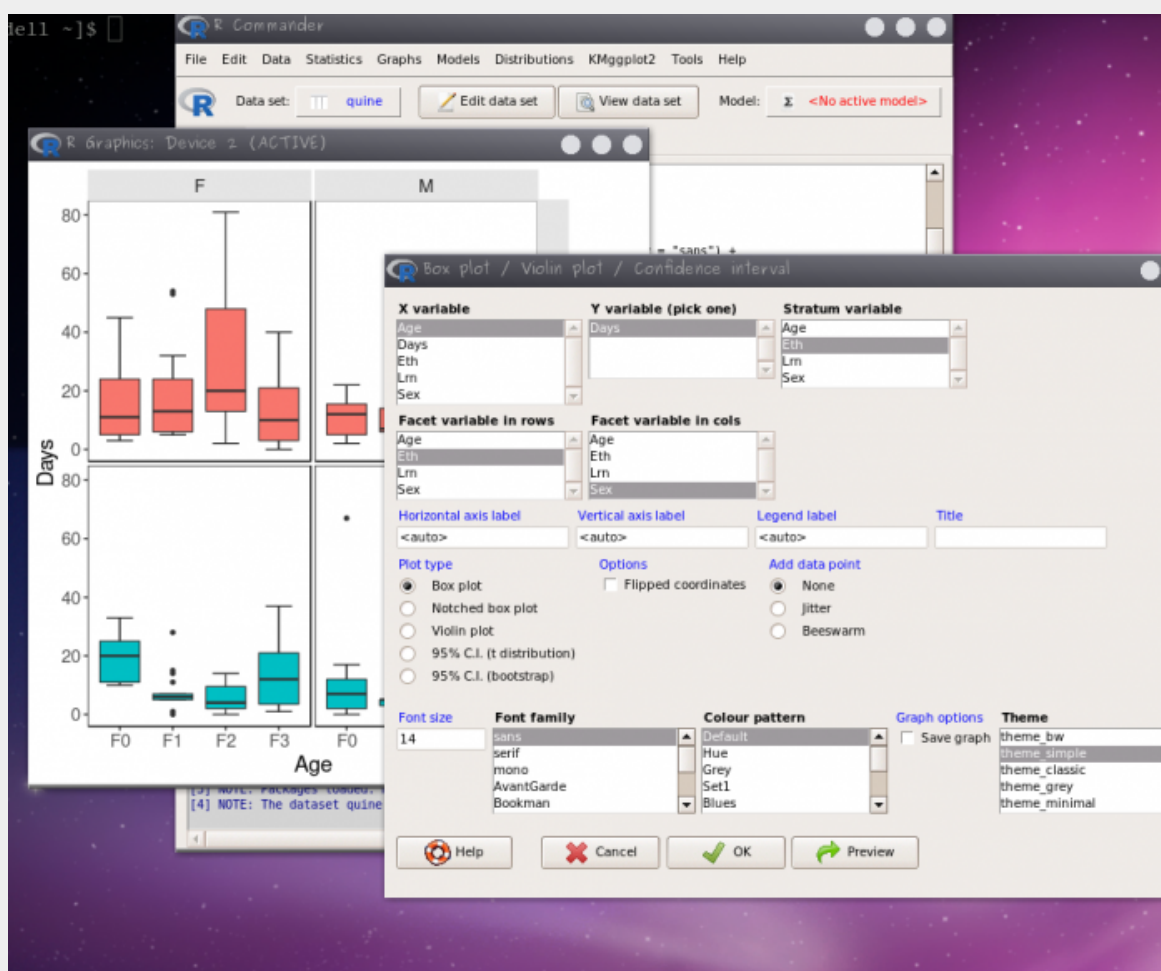 dell ~]$
R Commander
File Edit Data Statistics Graphs Models Distributions KMggplot2 Tools Help
Data set: quine Edit data set View data set Model: Σ <No active model>
R Graphics: Device 2 (ACTIVE)
F M
80
60
40
20
0
Days
80
60
40
20
0
F0 F1 F2 F3 F0
Age
= "sans") +
NOTE: Packages loaded:
[4] NOTE: The dataset quine
Box plot / Violin plot / Confidence interval
X variable Y variable (pick one) Stratum variable
Age Days Age
Days Eth
Eth Lrn
Lrn Sex
Sex
Facet variable in rows Facet variable in cols
Age Age
Eth Eth
Lrn Lrn
Sex Sex
Horizontal axis label Vertical axis label Legend label Title
<auto> <auto> <auto>
Plot type Options Add data point
Box plot Flipped coordinates None
Notched box plot Jitter
Violin plot Beeswarm
95% C.I. (t distribution)
95% C.I. (bootstrap)
Font size Font family Colour pattern Graph options Theme
14 sans Default Save graph theme_bw
serif Hue theme_simple
mono Grey theme_classic
AvantGarde Set1 theme_grey
Bookman Blues theme_minimal
Help Cancel OK Preview